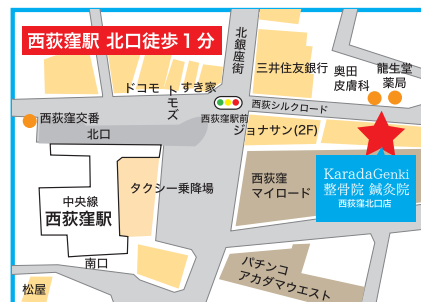 西荻窪駅 北口徒歩1分
北銀座街
三井住友銀行
奥田
皮膚科
龍生堂
薬局
ドコモ
トモズ
すき家
西荻シルクロード
西荻窪交番
西荻窪駅前
北口
ジョナサン(2F)
KaradaGenki
整骨院 鍼灸院
西荻窪北口店
西荻窪
マイロード
タクシー乗降場
中央線
西荻窪駅
南口
パチンコ
アカダマウエスト
松屋